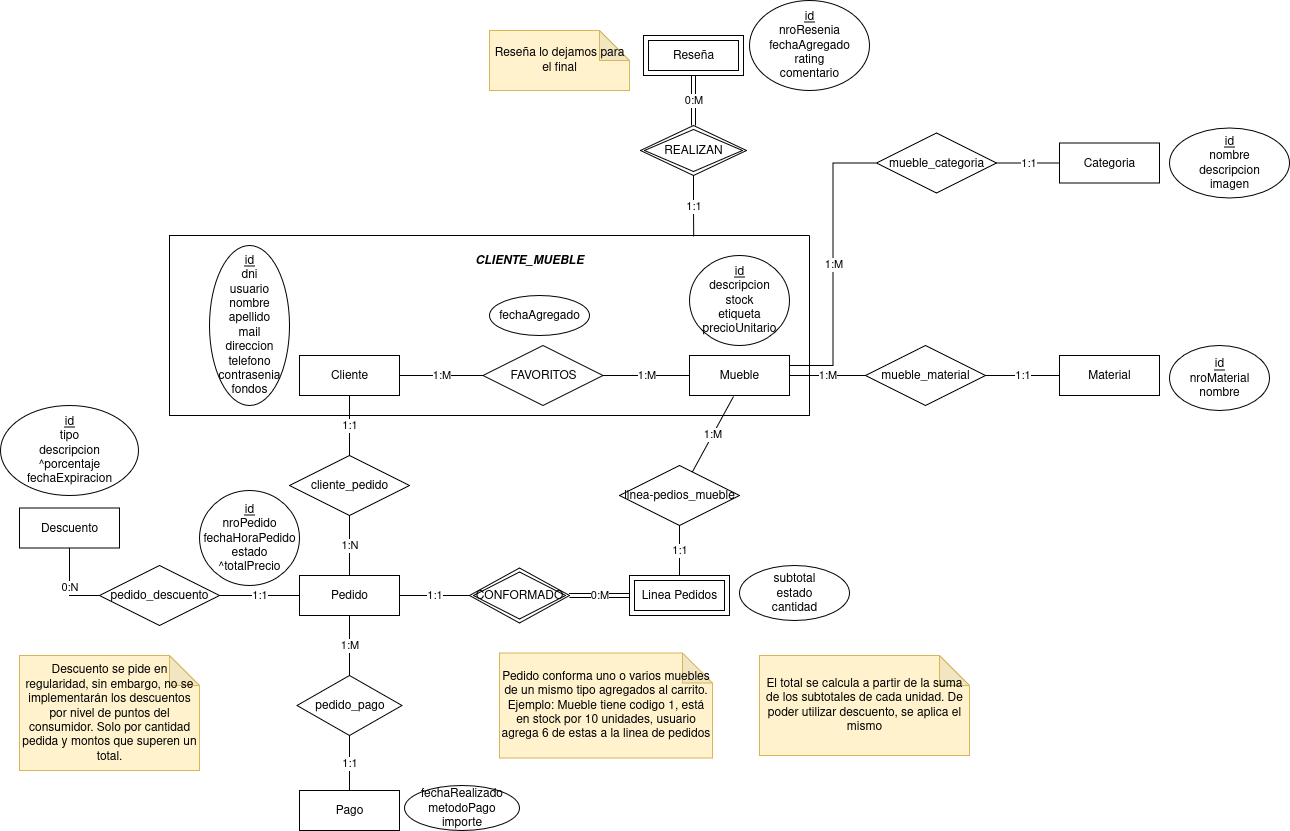 id
nroResenia
fechaAgregado
rating
comentario
Reseña lo dejamos para
el final
Reseña
0:M
REALIZAN
1:1
mueble_categoria
1:1
Categoria
id
nombre
descripcion
imagen
1:M
CLIENTE_MUEBLE
id
dni
usuario
nombre
apellido
mail
direccion
telefono
contrasenia
fondos
fechaAgregado
id
descripcion
stock
etiqueta
precioUnitario
Cliente
1:M
FAVORITOS
1:M
Mueble
1:M
mueble_material
1:1
Material
id
nroMaterial
nombre
1:1
1:M
id
tipo
descripcion
^porcentaje
fechaExpiracion
cliente_pedido
linea-pedios_mueble
Descuento
id
nroPedido
fechaHoraPedido
estado
^totalPrecio
1:N
1:1
0:N
pedido_descuento
1:1
Pedido
1:1
CONFORMADO
0:M
Linea Pedidos
subtotal
estado
cantidad
1:M
Descuento se pide en
regularidad, sin embargo, no se
implementarán los descuentos
por nivel de puntos del
consumidor. Solo por cantidad
pedida y montos que superen un
total.
pedido_pago
Pedido conforma uno o varios muebles
de un mismo tipo agregados al carrito.
Ejemplo: Mueble tiene codigo 1, está
en stock por 10 unidades, usuario
agrega 6 de estas a la linea de pedidos
El total se calcula a partir de la suma
de los subtotales de cada unidad. De
poder utilizar descuento, se aplica el
mismo
1:1
Pago
fechaRealizado
metodoPago
importe